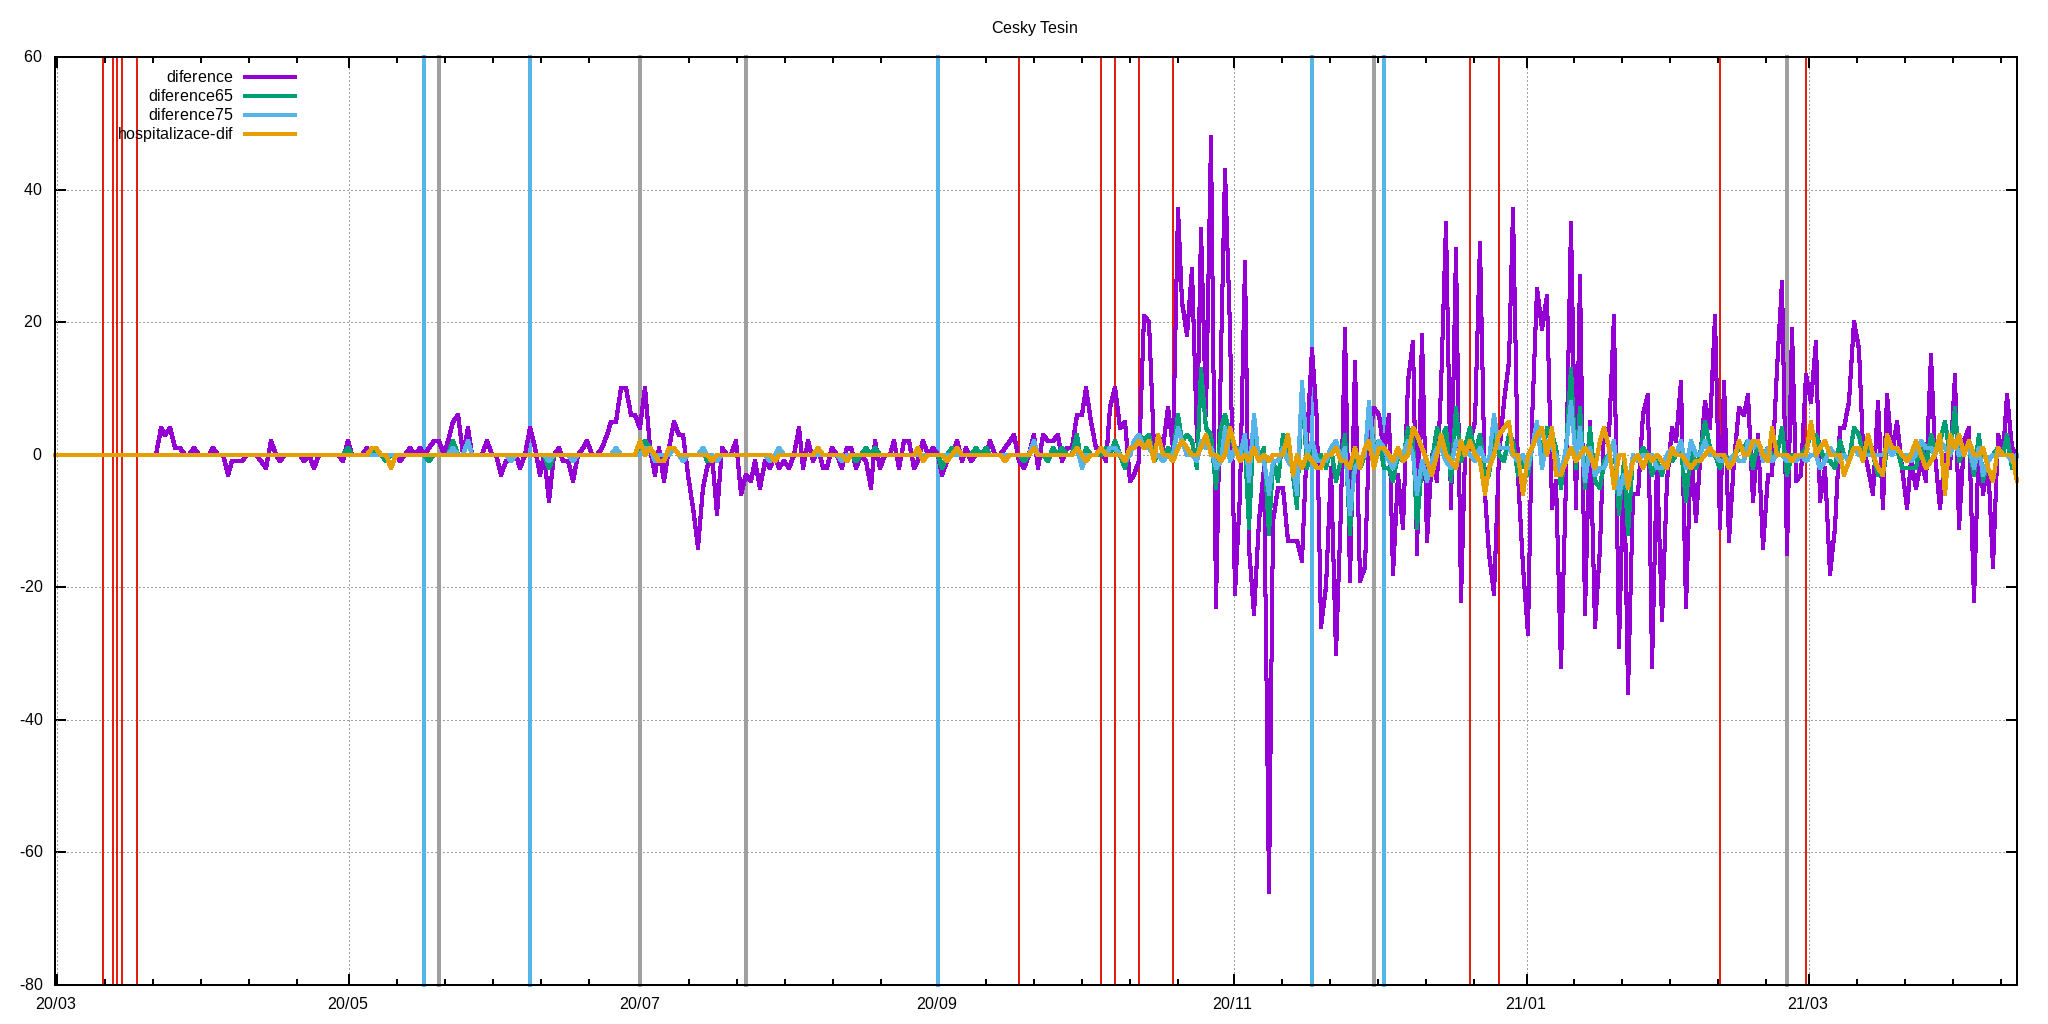 Cesky Tesin
60
diference
diference65
diference75
hospitalizace-dif
40
20
0
-20
-40
-60
-80
20/03 20/05 20/07 20/09 20/11 21/01 21/03